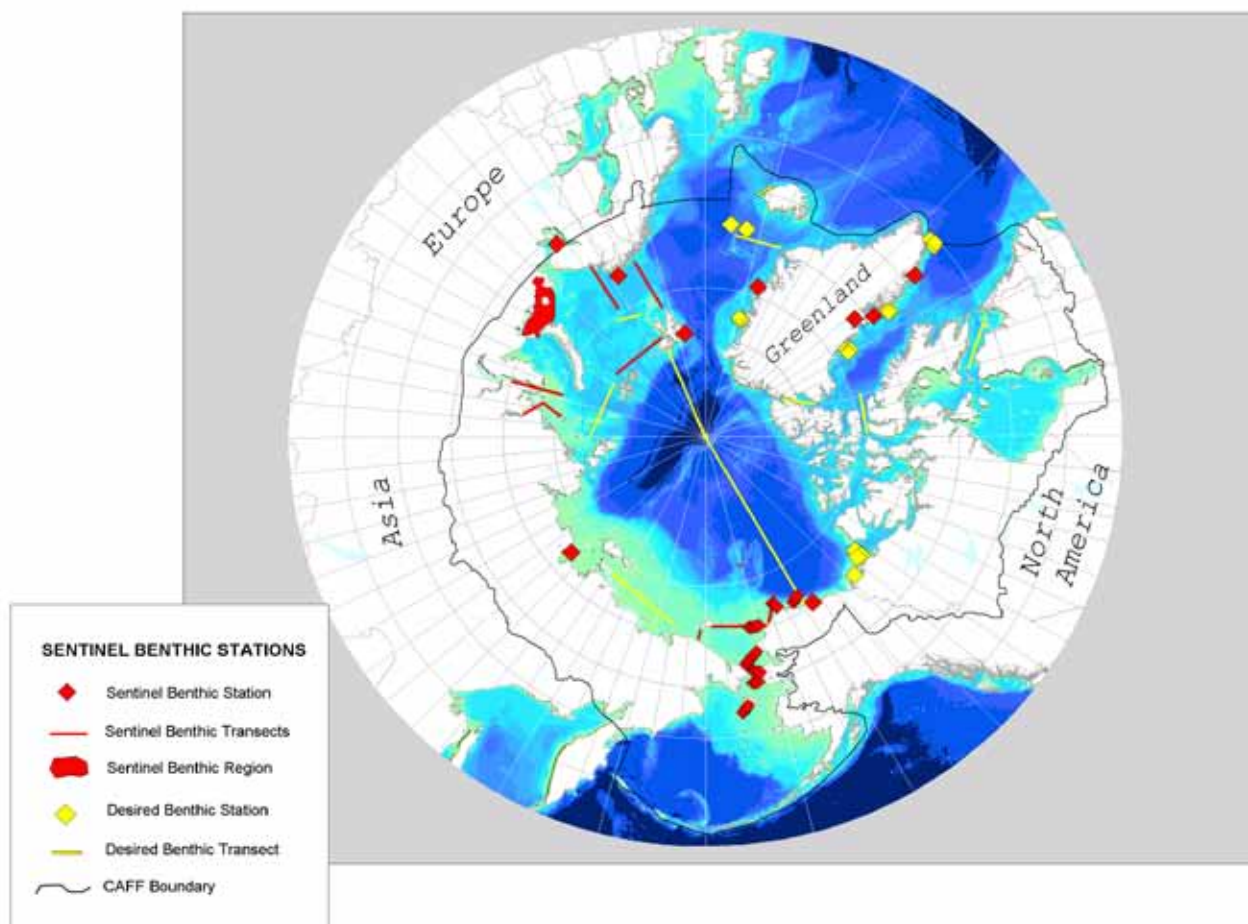 Europe
Greenland
Asia
North
America
SENTINEL BENTHIC STATIONS
Sentinel Benthic Station
Sentinel Benthic Transects
Sentinel Benthic Region
Desired Benthic Station
Desired Benthic Transect
CAFF Boundary